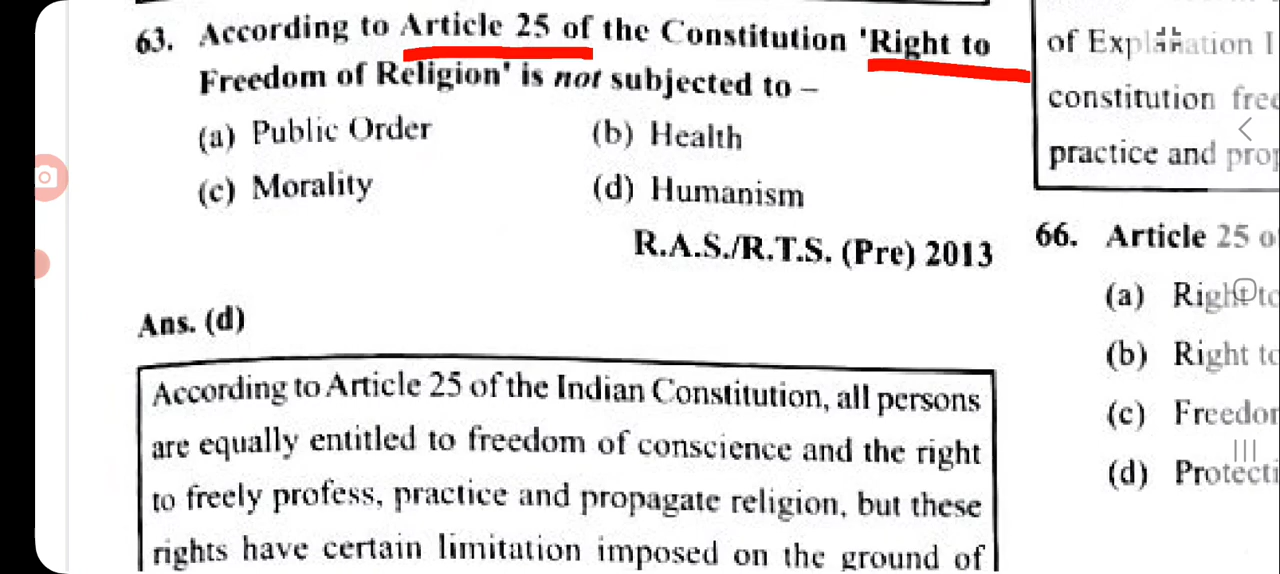 63. According to Article 25 of the Constitution 'Right to
Freedom of Religion' is not subjected to –
(a) Public Order (b) Health
(c) Morality (d) Humanism
R.A.S./R.T.S. (Pre) 2013
Ans. (d)
According to Article 25 of the Indian Constitution, all persons
are equally entitled to freedom of conscience and the right
to freely profess, practice and propagate religion, but these
rights have certain limitation imposed on the ground of
of Explanation I
constitution
practice and
66. Article 25
(a) Right
(b) Right
(c)
(d)